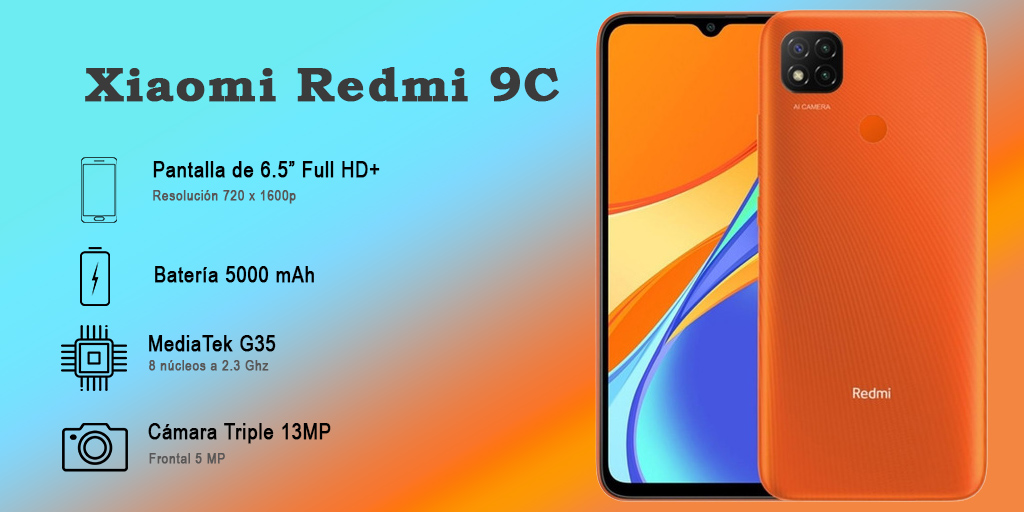 Xiaomi Redmi 9C
Pantalla de 6.5” Full HD+
Resolución 720 x 1600p
Batería 5000 mAh
MediaTek G35
8 núcleos a 2.3 Ghz
Cámara Triple 13MP
Frontal 5 MP
AI CAMERA
Redmi